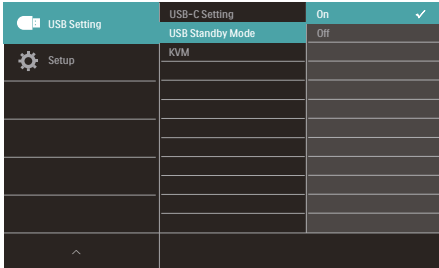 USB Setting
Setup
USB-C Setting
USB Standby Mode
KVM
On
Off